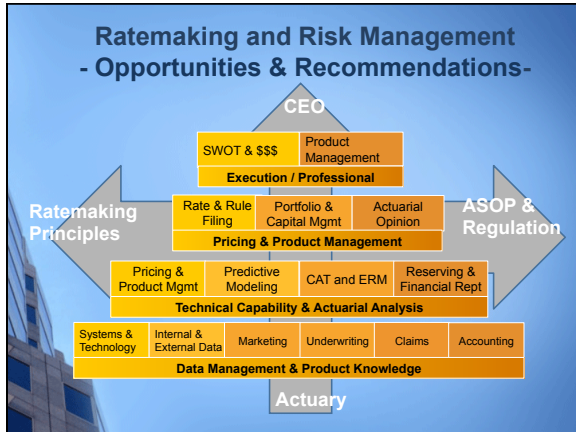 Ratemaking and Risk Management
- Opportunities & Recommendations-
CEO
SWOT & $$$
Product
Management
Execution / Professional
Ratemaking
Principles
Rate & Rule
Filing
Portfolio &
Capital Mgmt
Actuarial
Opinion
ASOP &
Regulation
Pricing & Product Management
Pricing &
Product Mgmt
Predictive
Modeling
CAT and ERM
Reserving &
Financial Rept
Technical Capability & Actuarial Analysis
Systems &
Technology
Internal &
External Data
Marketing
Underwriting
Claims
Accounting
Data Management & Product Knowledge
Actuary